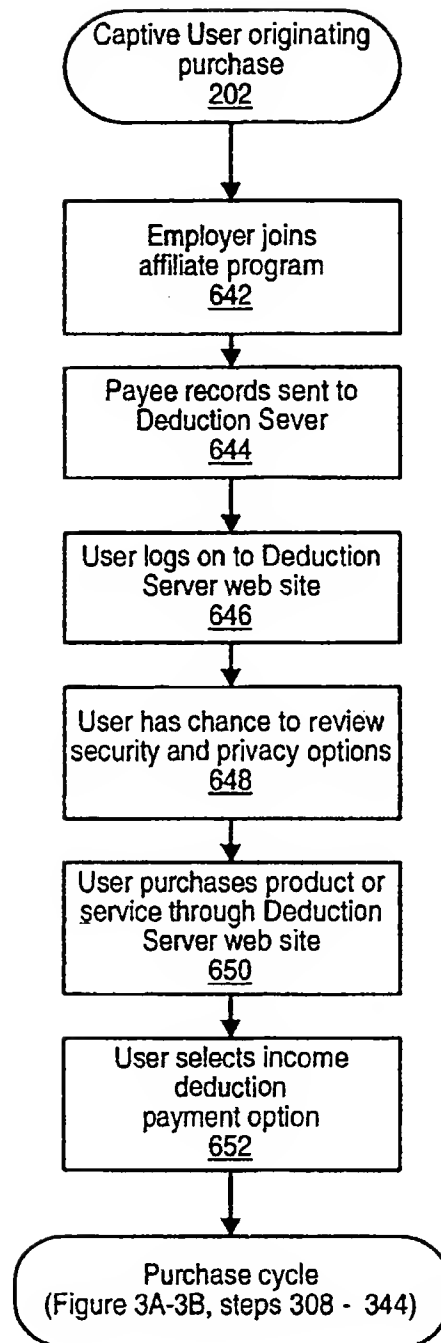 Captive User originating
purchase
202
Employer joins
affiliate program
642
Payee records sent to
Deduction Sever
644
User logs on to Deduction
Server web site
646
User has chance to review
security and privacy options
648
User purchases product or
service through Deduction
Server web site
650
User selects income
deduction
payment option
652
Purchase cycle
(Figure 3A-3B, steps 308 - 344)